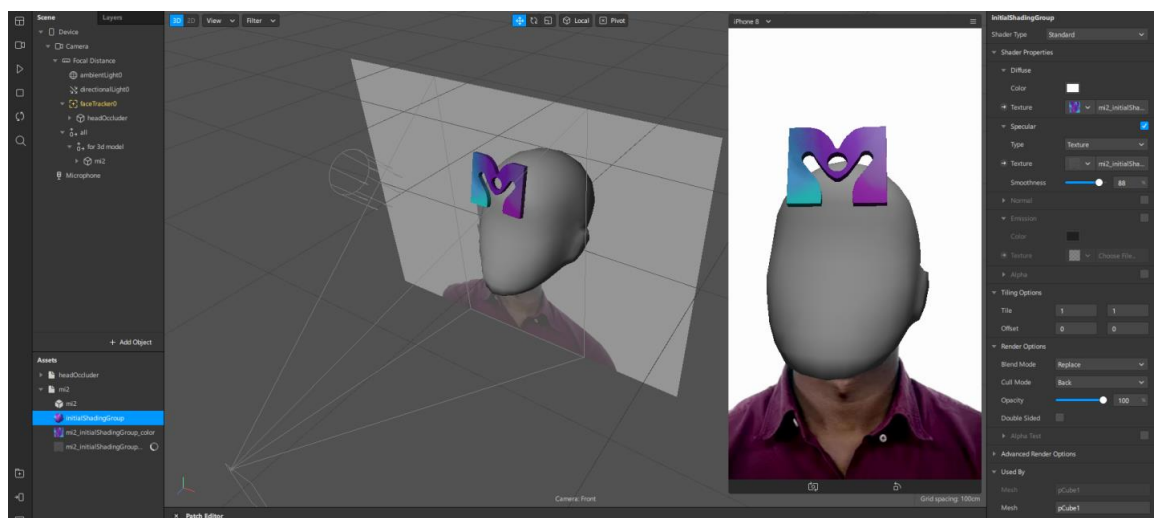 Scene Layers
Device
Camera
Focal Distance
ambientLight0
directionalLight0
faceTracker0
headOccluder
all
for 3d model
mi2
Microphone
+ Add Object
Assets
headOccluder
mi2
mi2
initialShadingGroup
mi2_initialShadingGroup_color
mi2_initialShadingGroup...
3D 2D View Filter Local Pivot
Camera: Front
Grid spacing: 100cm
Patch Editor
iPhone 8
initialShadingGroup
Shader Type Standard
Shader Properties
Diffuse
Color
Texture mi2_initialSha...
Specular
Type Texture
Texture mi2_initialSha...
Smoothness 88 %
Normal
Emission
Color
Texture Choose File...
Alpha
Tiling Options
Tile 1 1
Offset 0 0
Render Options
Blend Mode Replace
Cull Mode Back
Opacity 100 %
Double Sided
Alpha Test
Advanced Render Options
Used By
Mesh pCube1
Mesh pCube1